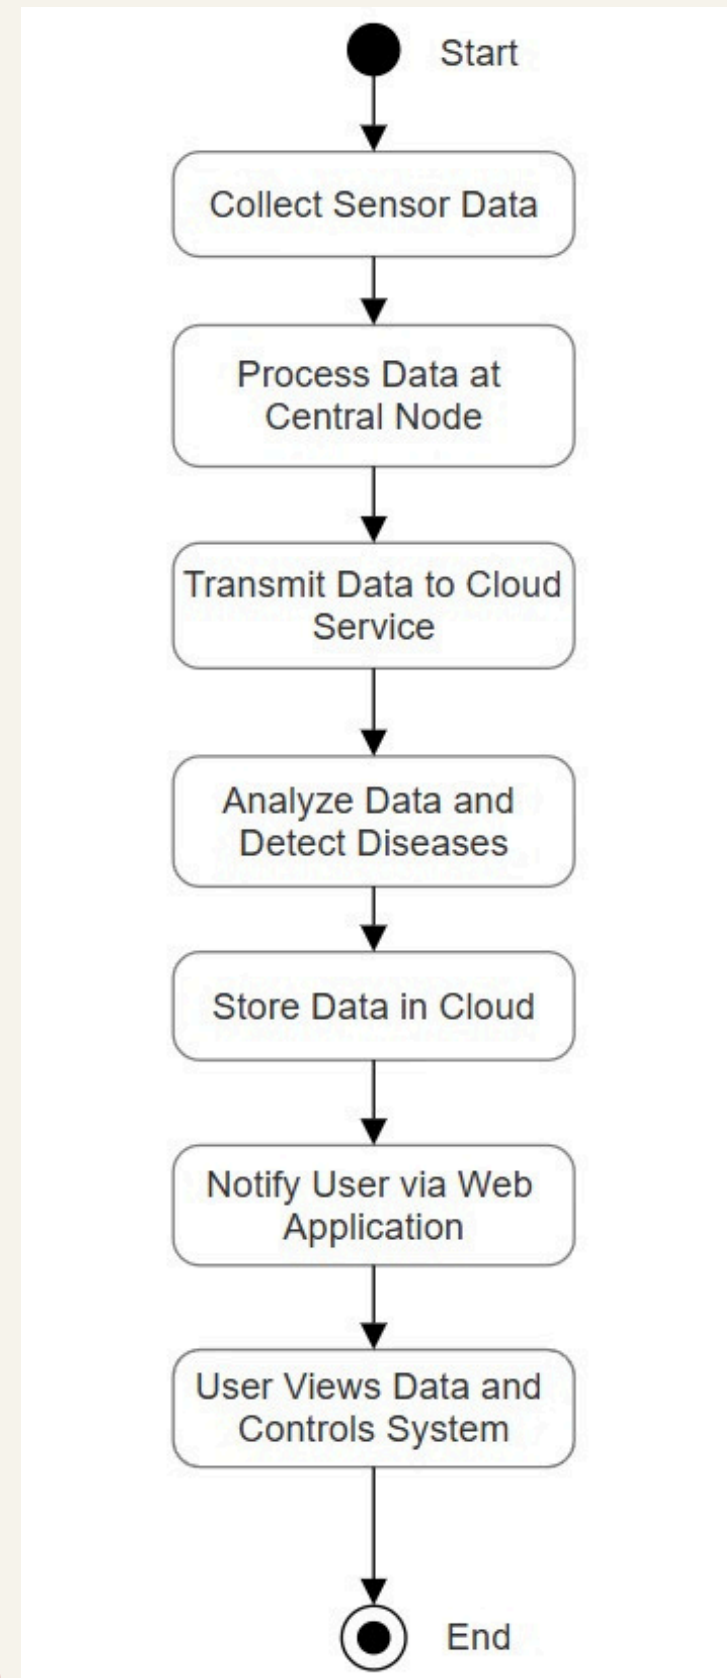 Start
Collect Sensor Data
Process Data at
Central Node
Transmit Data to Cloud
Service
Analyze Data and
Detect Diseases
Store Data in Cloud
Notify User via Web
Application
User Views Data and
Controls System
End